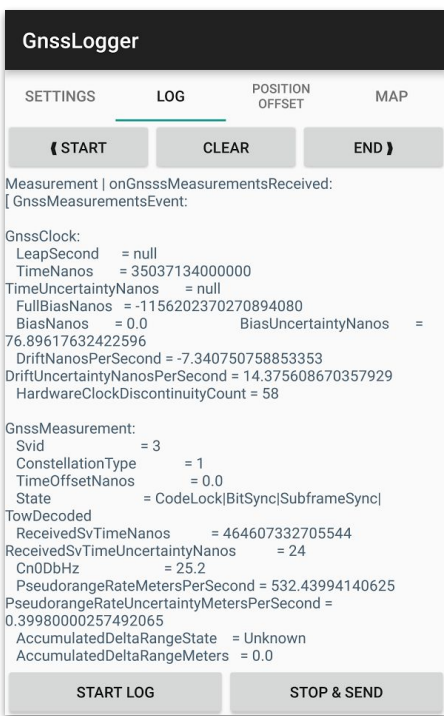 GnssLogger
SETTINGS LOG POSITION OFFSET MAP
❰ START CLEAR END ❱
Measurement | onGnsssMeasurementsReceived:
[ GnssMeasurementsEvent:
GnssClock:
LeapSecond = null
TimeNanos = 35037134000000
TimeUncertaintyNanos = null
FullBiasNanos = -1156202370270894080
BiasNanos = 0.0 BiasUncertaintyNanos =
76.89617632422596
DriftNanosPerSecond = -7.340750758853353
DriftUncertaintyNanosPerSecond = 14.375608670357929
HardwareClockDiscontinuityCount = 58
GnssMeasurement:
Svid = 3
ConstellationType = 1
TimeOffsetNanos = 0.0
State = CodeLock|BitSync|SubframeSync|
TowDecoded
ReceivedSvTimeNanos = 464607332705544
ReceivedSvTimeUncertaintyNanos = 24
Cn0DbHz = 25.2
PseudorangeRateMetersPerSecond = 532.43994140625
PseudorangeRateUncertaintyMetersPerSecond =
0.39980000257492065
AccumulatedDeltaRangeState = Unknown
AccumulatedDeltaRangeMeters = 0.0
START LOG STOP & SEND